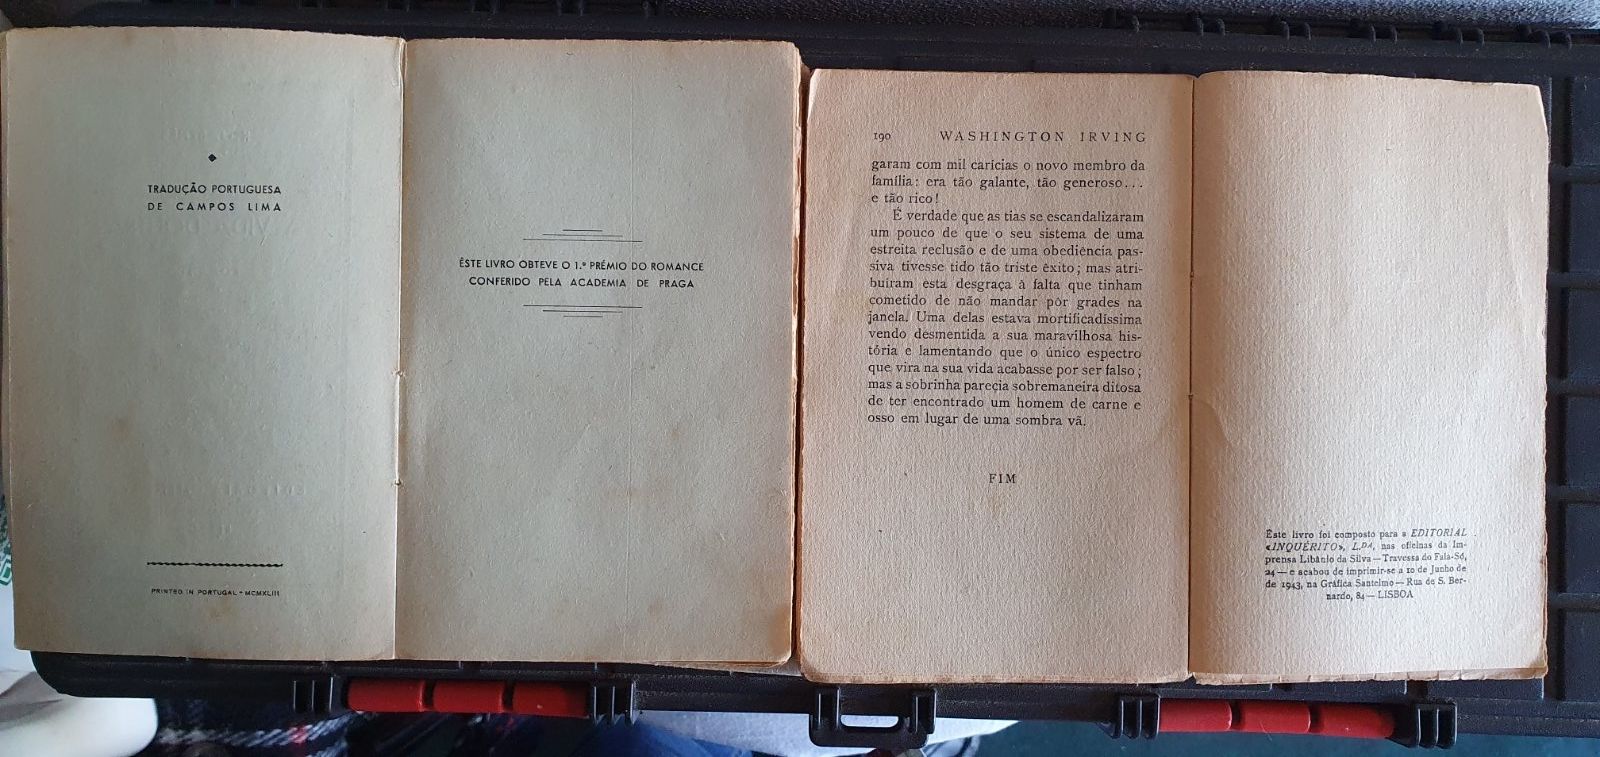 TRADUÇÃO PORTUGUESA
DE CAMPOS LIMA
PRINTED IN PORTUGAL - MCMXLIII
ÊSTE LIVRO OBTEVE O 1.º PRÉMIO DO ROMANCE
CONFERIDO PELA ACADEMIA DE PRAGA
190 WASHINGTON IRVING
garam com mil carícias o novo membro da
família: era tão galante, tão generoso...
e tão rico!
É verdade que as tias se escandalizaram
um pouco de que o seu sistema de uma
estreita reclusão e de uma obediência pas-
siva tivesse tido tão triste êxito; mas atri-
buíram esta desgraça à falta que tinham
cometido de não mandar pôr grades na
janela. Uma delas estava mortificadíssima
vendo desmentida a sua maravilhosa his-
tória e lamentando que o único espectro
que vira na sua vida acabasse por ser falso;
mas a sobrinha parecia sobremaneira ditosa
de ter encontrado um homem de carne e
osso em lugar de uma sombra vã.
FIM
Êste livro foi composto para a EDITORIAL
«INQUÉRITO», L.DA, nas oficinas da Im-
prensa Libânio da Silva—Travessa do Fala-Só,
24—e acabou de imprimir-se a 10 de Junho de
de 1943, na Gráfica Santelmo—Rua de S. Ber-
nardo, 84—LISBOA